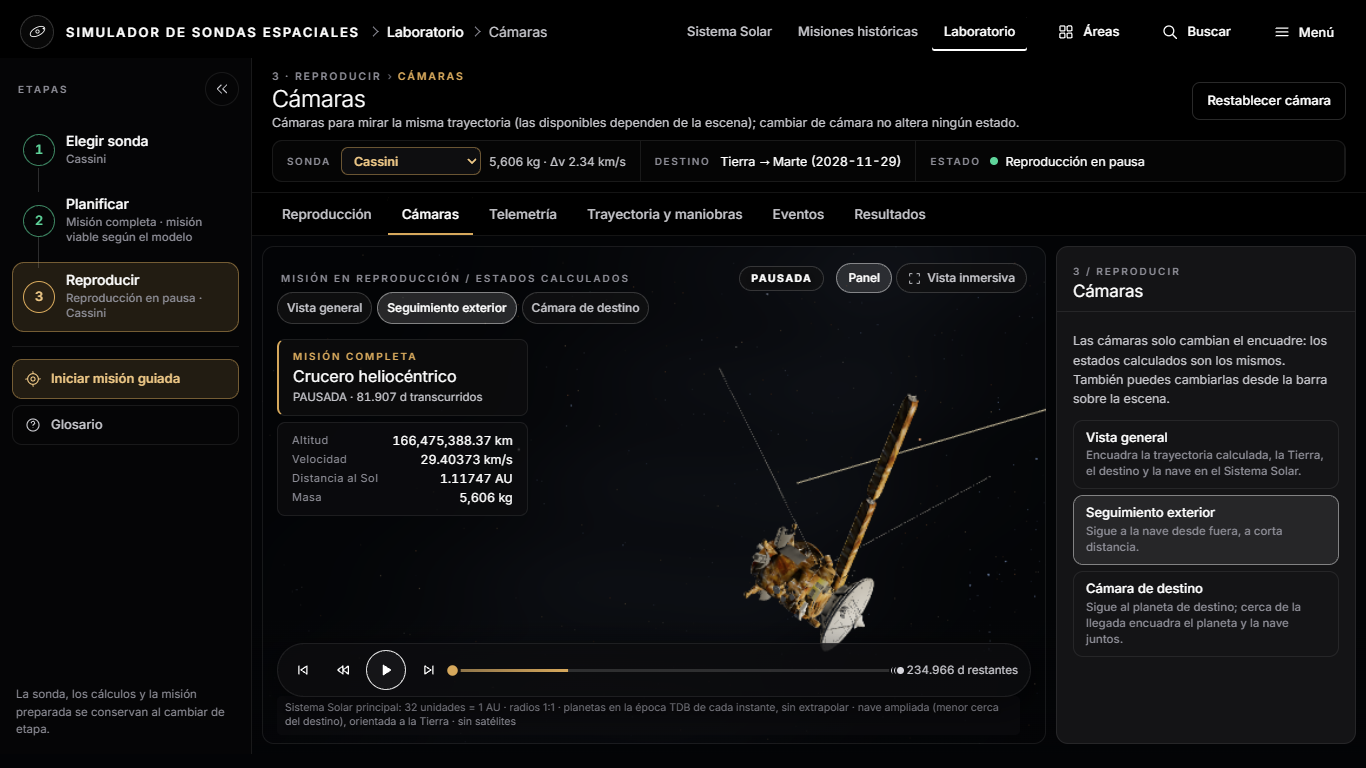 SIMULADOR DE SONDAS ESPACIALES > Laboratorio > Cámaras
Sistema Solar Misiones históricas Laboratorio Áreas Buscar Menú
ETAPAS
1 Elegir sonda
Cassini
2 Planificar
Misión completa · misión
viable según el modelo
3 Reproducir
Reproducción en pausa ·
Cassini
Iniciar misión guiada
Glosario
La sonda, los cálculos y la misión
preparada se conservan al cambiar de
etapa.
3 · REPRODUCIR › CÁMARAS
Cámaras
Cámaras para mirar la misma trayectoria (las disponibles dependen de la escena); cambiar de cámara no altera ningún estado.
Restablecer cámara
SONDA Cassini 5,606 kg · Δv 2.34 km/s DESTINO Tierra → Marte (2028-11-29) ESTADO Reproducción en pausa
Reproducción Cámaras Telemetría Trayectoria y maniobras Eventos Resultados
MISIÓN EN REPRODUCCIÓN / ESTADOS CALCULADOS PAUSADA Panel Vista inmersiva
Vista general Seguimiento exterior Cámara de destino
MISIÓN COMPLETA
Crucero heliocéntrico
PAUSADA · 81.907 d transcurridos
Altitud 166,475,388.37 km
Velocidad 29.40373 km/s
Distancia al Sol 1.11747 AU
Masa 5,606 kg
234.966 d restantes
Sistema Solar principal: 32 unidades = 1 AU · radios 1:1 · planetas en la época TDB de cada instante, sin extrapolar · nave ampliada (menor cerca
del destino), orientada a la Tierra · sin satélites
3 / REPRODUCIR
Cámaras
Las cámaras solo cambian el encuadre: los
estados calculados son los mismos.
También puedes cambiarlas desde la barra
sobre la escena.
Vista general
Encuadra la trayectoria calculada, la Tierra,
el destino y la nave en el Sistema Solar.
Seguimiento exterior
Sigue a la nave desde fuera, a corta
distancia.
Cámara de destino
Sigue al planeta de destino; cerca de la
llegada encuadra el planeta y la nave
juntos.